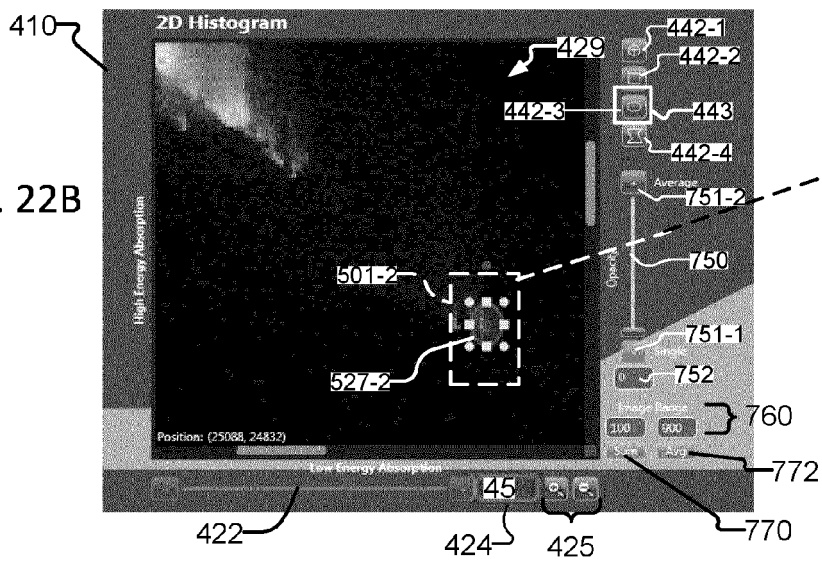 2D Histogram
410
429
442-1
442-2
442-3
443
442-4
. 22B
Average
751-2
High Energy Absorption
Opacity
750
501-2
527-2
751-1
Single
0
752
Image Range
760
100 900
Position: (25088, 24832)
Low Energy Absorption
Avg
772
45
422
424
425
770